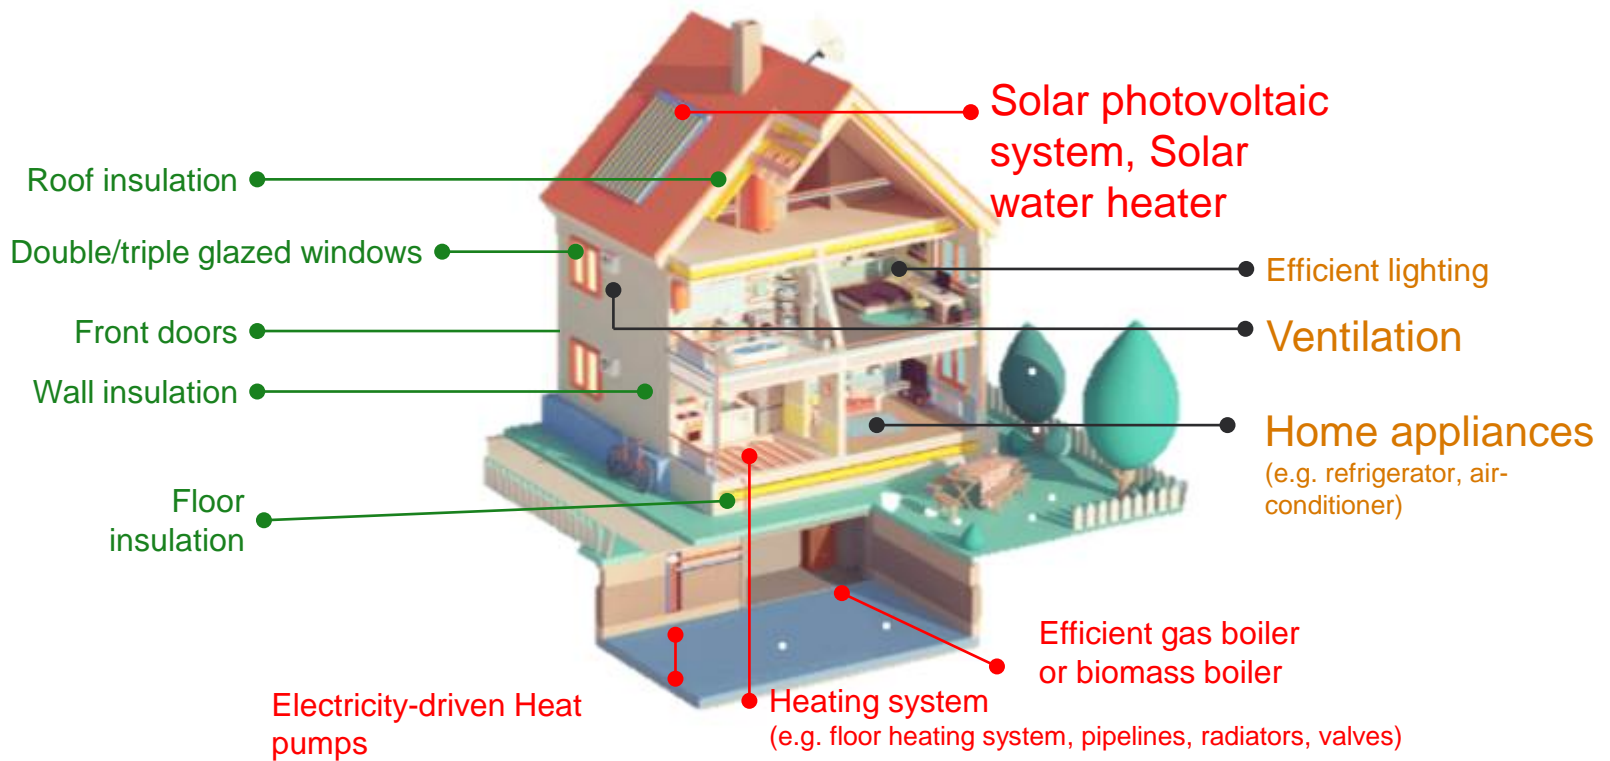 Solar photovoltaic
system, Solar
water heater
Roof insulation
Double/triple glazed windows
Efficient lighting
Front doors
Ventilation
Wall insulation
Home appliances
(e.g. refrigerator, air-
conditioner)
Floor
insulation
Efficient gas boiler
or biomass boiler
Electricity-driven Heat
pumps
Heating system
(e.g. floor heating system, pipelines, radiators, valves)